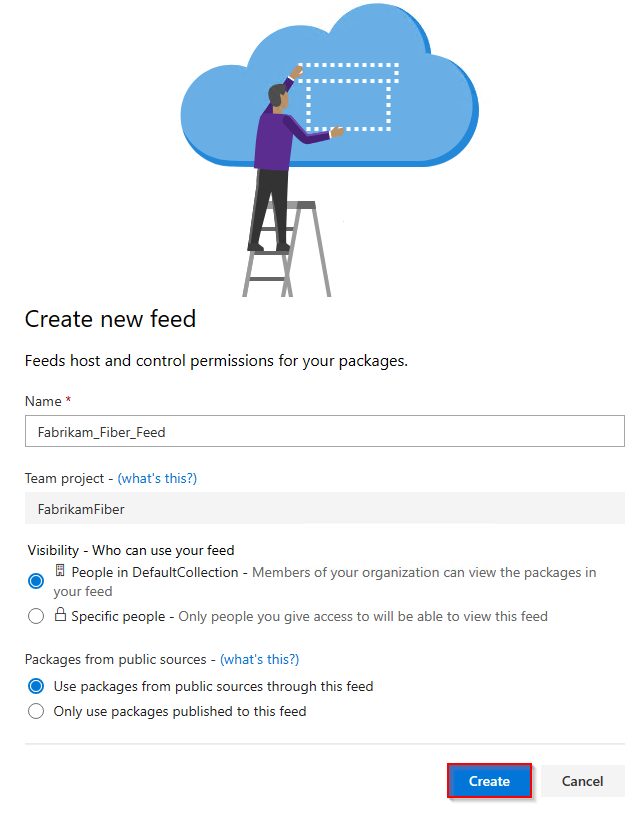 Create new feed
Feeds host and control permissions for your packages.
Name *
Fabrikam_Fiber_Feed
Team project - (what's this?)
FabrikamFiber
Visibility - Who can use your feed
People in DefaultCollection - Members of your organization can view the packages in
your feed
Specific people - Only people you give access to will be able to view this feed
Packages from public sources - (what's this?)
Use packages from public sources through this feed
Only use packages published to this feed
Create Cancel